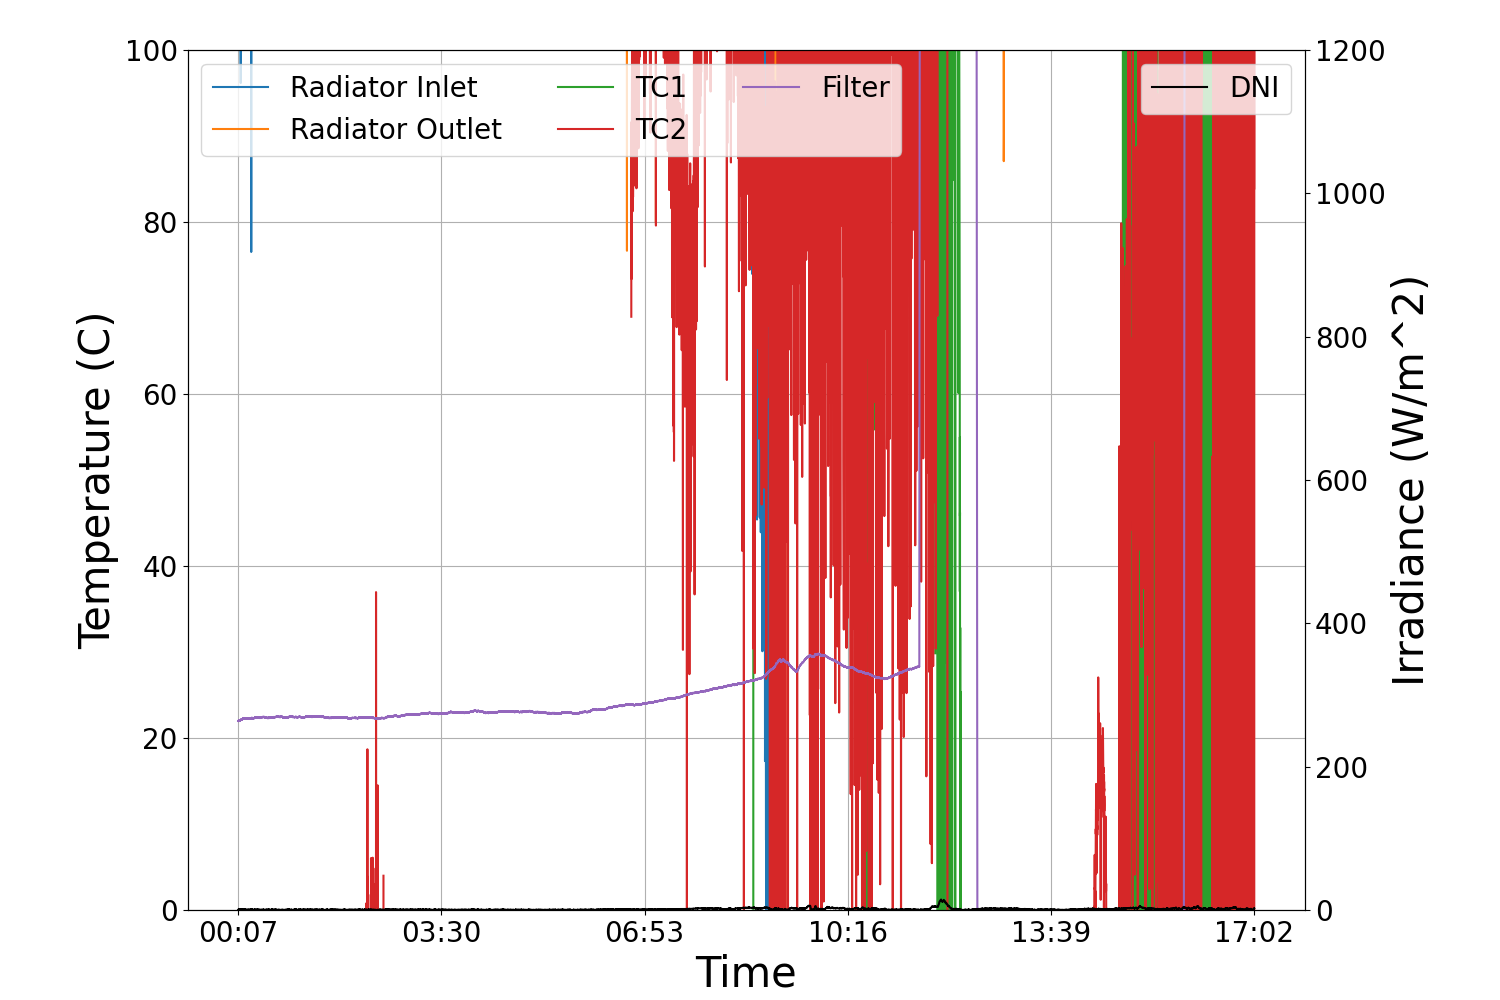 100
80
60
40
20
0
Temperature (C)
Radiator Inlet
Radiator Outlet
TC1
TC2
Filter
DNI
1200
1000
800
600
400
200
0
Irradiance (W/m^2)
00:07 03:30 06:53 10:16 13:39 17:02
Time